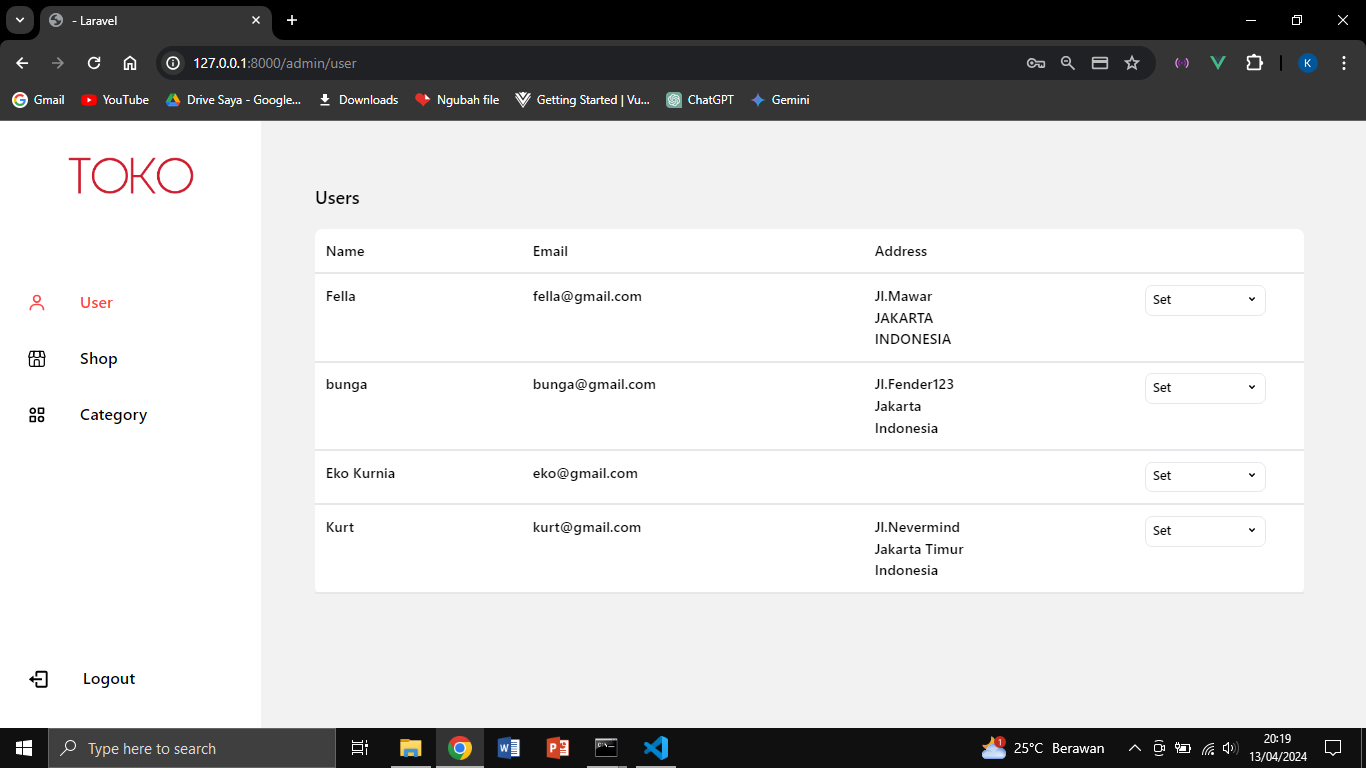 - Laravel
127.0.0.1:8000/admin/user
K
Gmail
YouTube
Drive Saya - Google...
Downloads
Ngubah file
Getting Started | Vu...
ChatGPT
Gemini
TOKO
User
Shop
Category
Logout
Users
Name Email Address
Fella fella@gmail.com Jl.Mawar Set
JAKARTA
INDONESIA
bunga bunga@gmail.com Jl.Fender123 Set
Jakarta
Indonesia
Eko Kurnia eko@gmail.com Set
Kurt kurt@gmail.com Jl.Nevermind Set
Jakarta Timur
Indonesia
Type here to search
1
25°C Berawan
20:19
13/04/2024